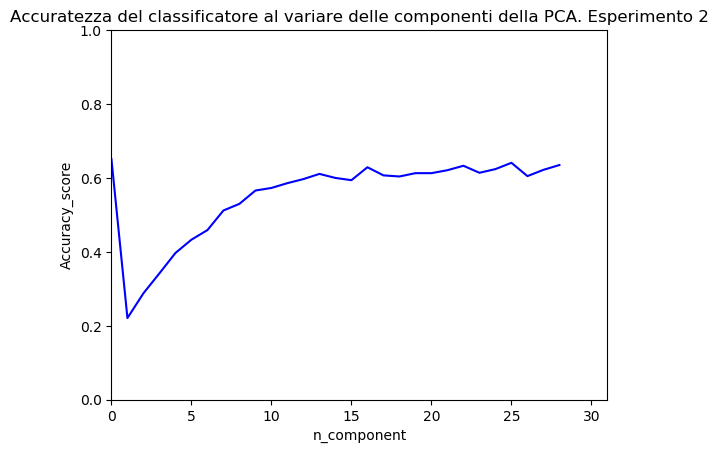 Accuratezza del classificatore al variare delle componenti della PCA. Esperimento 2
1.0
0.8
0.6
0.4
0.2
0.0
Accuracy_score
0 5 10 15 20 25 30
n_component